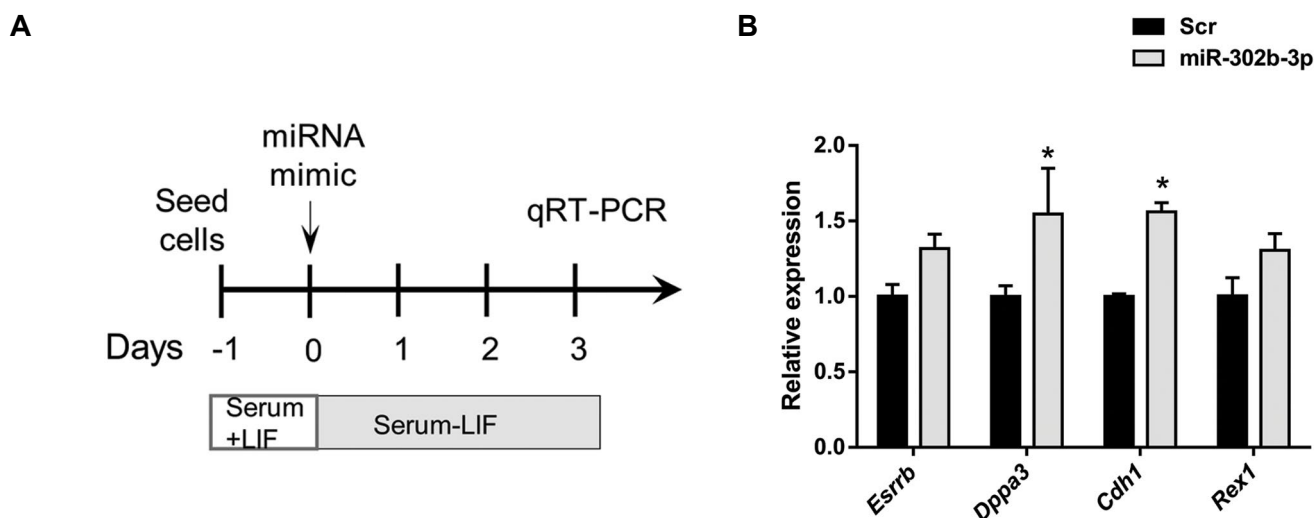 A
miRNA
mimic
Seed
cells
qRT-PCR
Days -1 0 1 2 3
Serum
+LIF
Serum-LIF
B
Scr
miR-302b-3p
Relative expression
2.0
1.5
1.0
0.5
0.0
*
*
Esrrb
Dppa3
Cdh1
Rex1